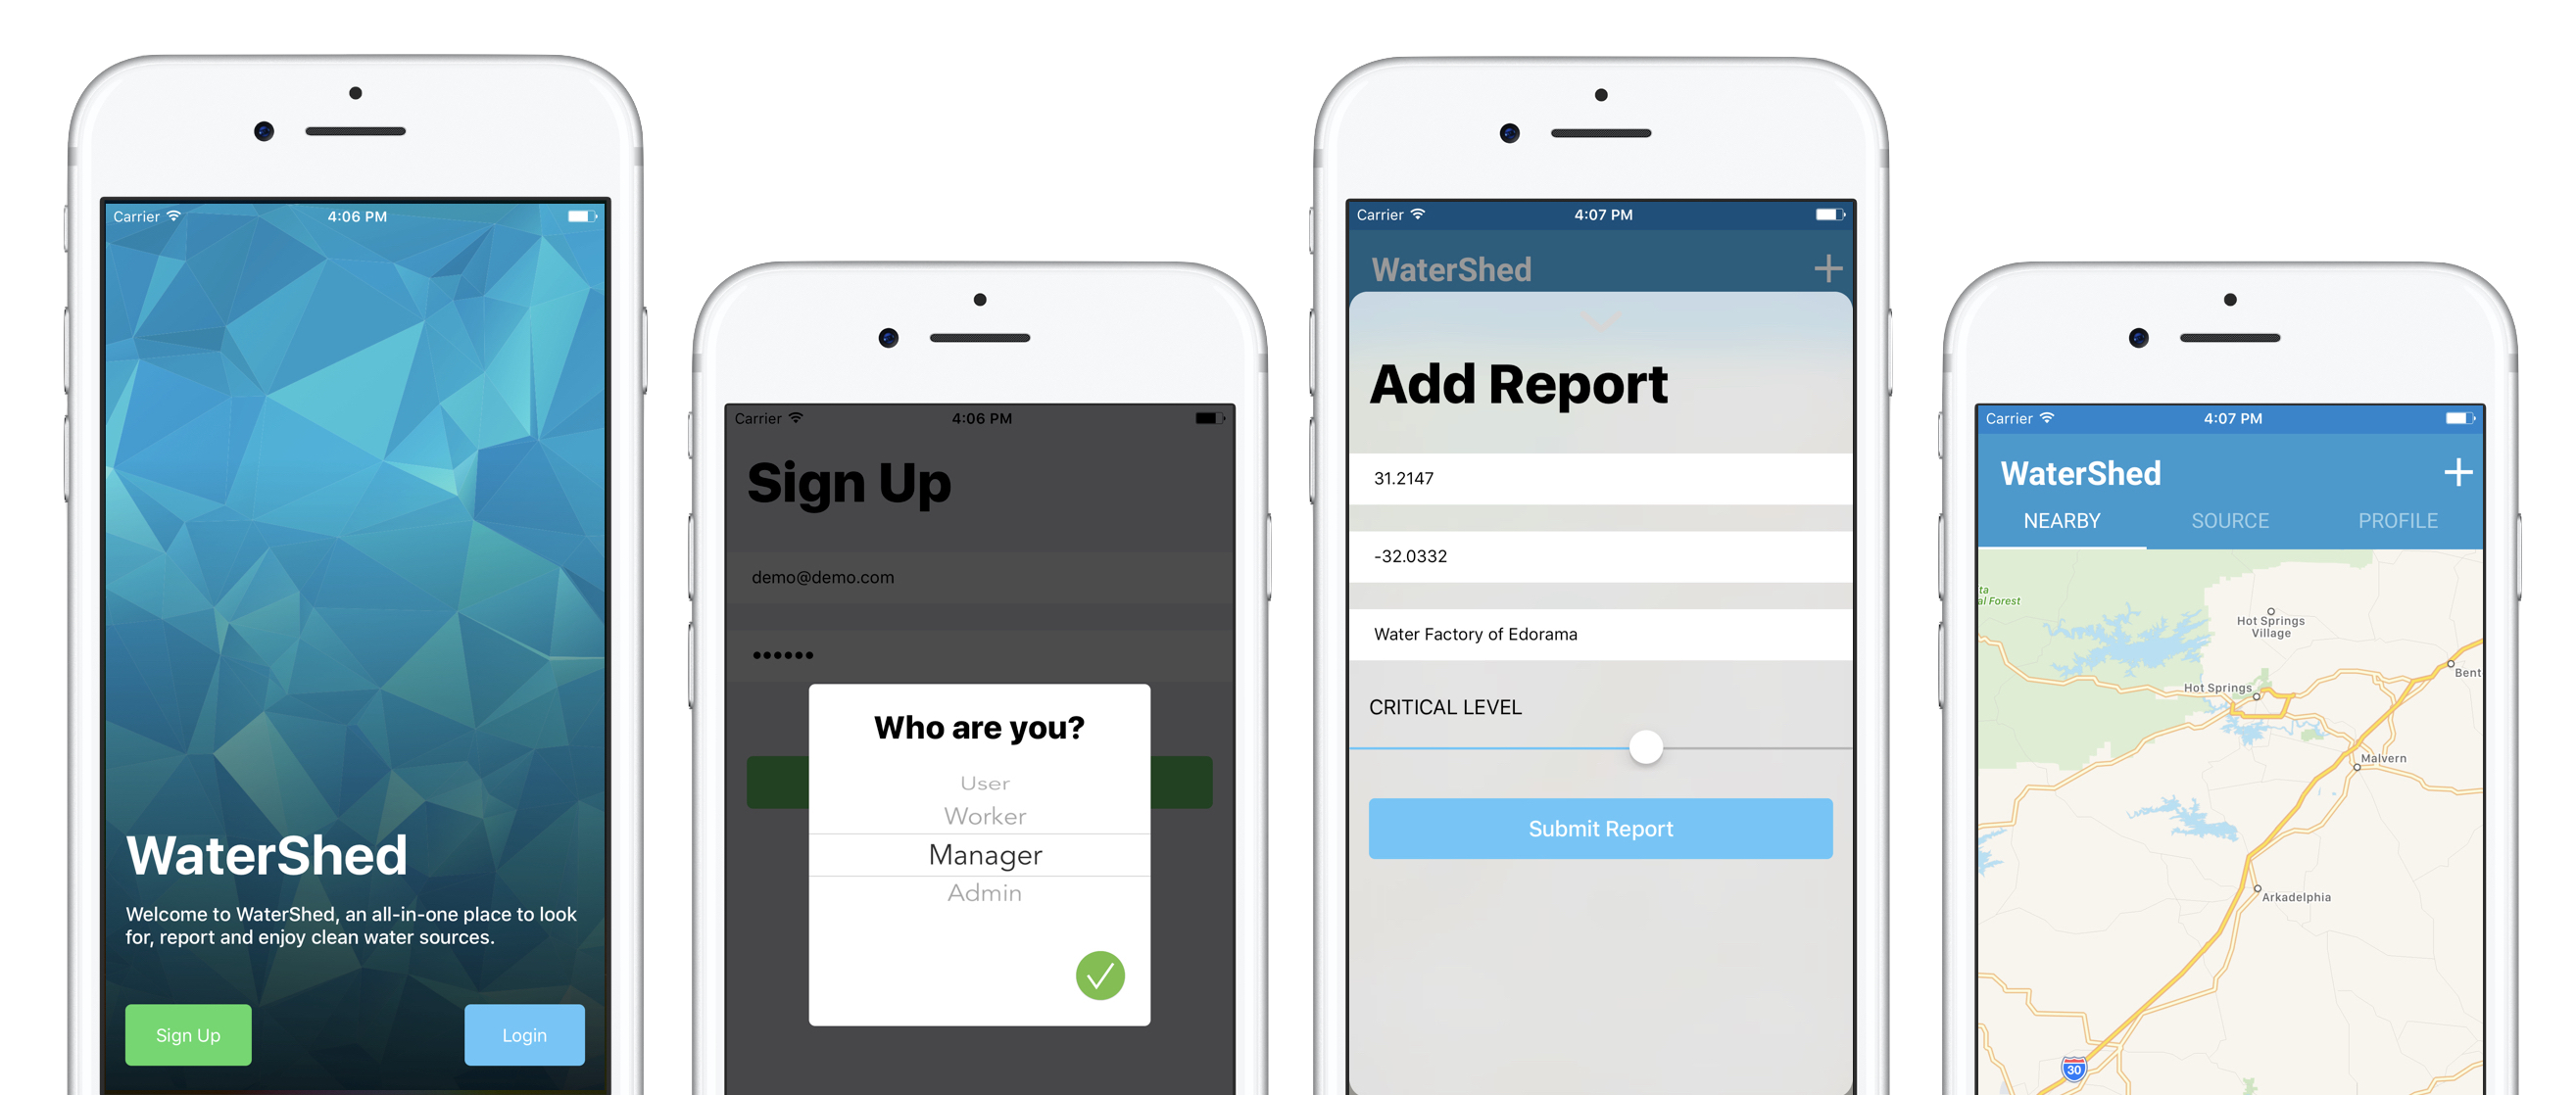 Carrier 4:06 PM
WaterShed
Welcome to WaterShed, an all-in-one place to look
for, report and enjoy clean water sources.
Sign Up
Login
Carrier 4:06 PM
Sign Up
demo@demo.com
Who are you?
User
Worker
Manager
Admin
Carrier 4:07 PM
WaterShed
Add Report
31.2147
-32.0332
Water Factory of Edorama
CRITICAL LEVEL
Submit Report
Carrier 4:07 PM
WaterShed
NEARBY SOURCE PROFILE
ta
al Forest
Hot Springs
Village
Hot Springs
Bent
Malvern
Arkadelphia
30